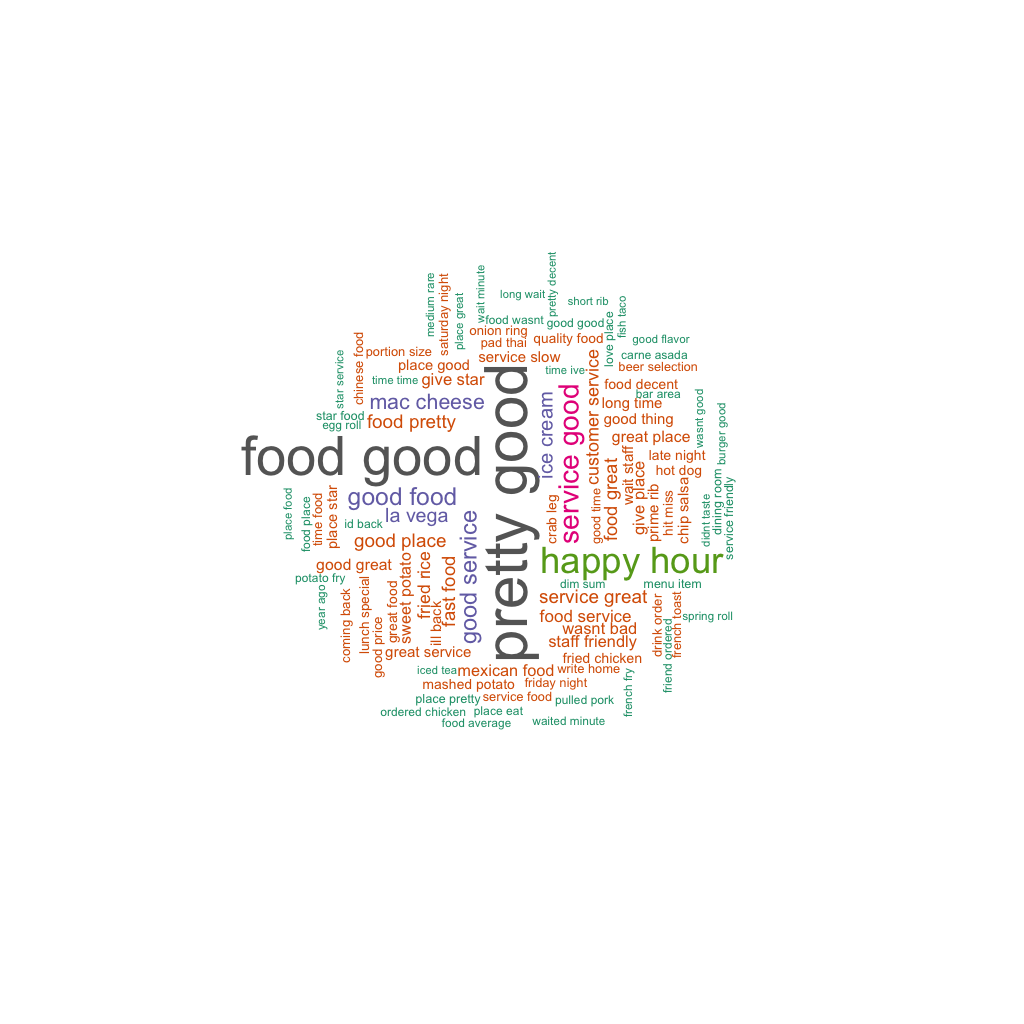 pretty decent
wait minute
long wait
medium rare
saturday night
place great
short rib
fish taco
food wasnt
good good
onion ring
pad thai
quality food
love place
good flavor
chinese food
portion size
service slow
carne asada
star service
place good
time time
give star
time ive
beer selection
customer service
food decent
bar area
mac cheese
ice cream
service good
long time
star food
egg roll
food pretty
pretty good
good thing
wasnt good
burger good
food good
great place
late night
hot dog
wait staff
food great
give place
prime rib
hit miss
chip salsa
dining room
service friendly
didnt taste
place food
food place
time food
place star
good food
la vega
id back
crab leg
good time
good service
good place
happy hour
good great
potato fry
dim sum
menu item
year ago
coming back
lunch special
good price
great food
sweet potato
fried rice
ill back
fast food
service great
food service
wasnt bad
staff friendly
drink order
french toast
spring roll
friend ordered
great service
fried chicken
iced tea
mexican food
write home
mashed potato
friday night
french fry
place pretty
service food
pulled pork
ordered chicken
place eat
food average
waited minute